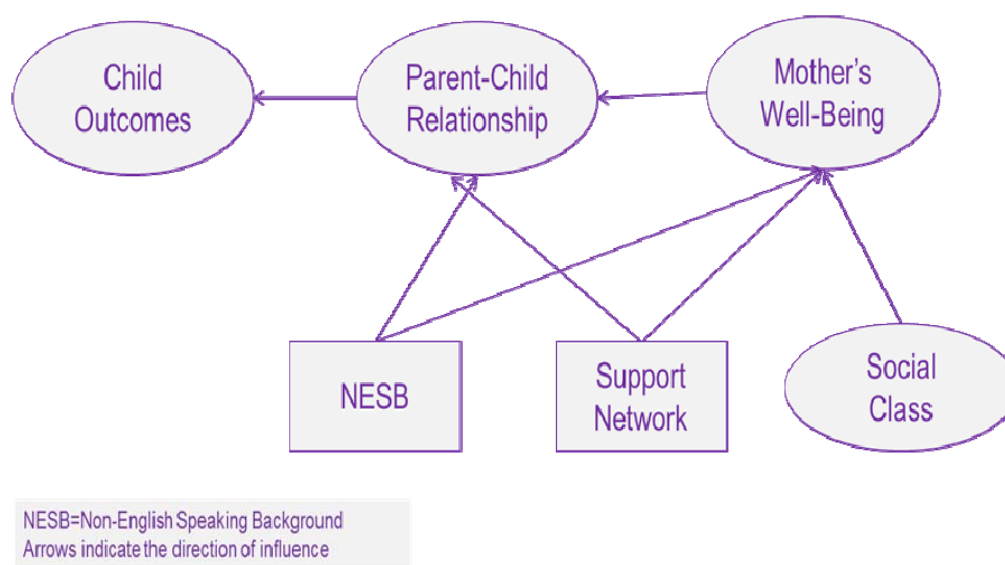 Child
Outcomes
Parent-Child
Relationship
Mother's
Well-Being
NESB
Support
Network
Social
Class
NESB=Non-English Speaking Background
Arrows indicate the direction of influence